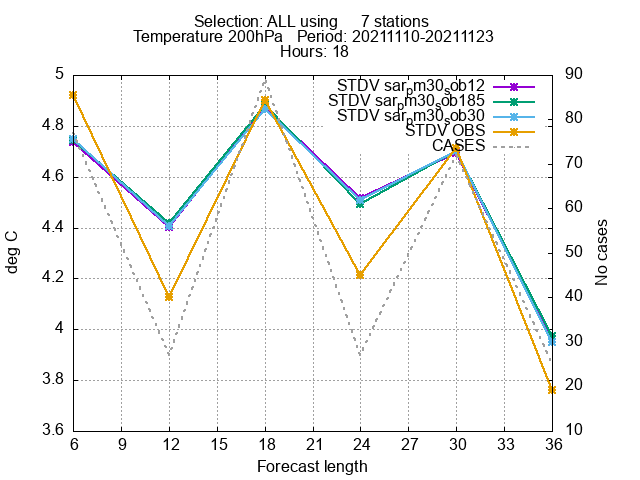 Selection: ALL using 7 stations
Temperature 200hPa Period: 20211110-20211123
Hours: 18
STDV sarpm30sob12
STDV sarpm30sob185
STDV sarpm30sob30
STDV OBS
CASES
5
4.8
4.6
4.4
4.2
4
3.8
3.6
90
80
70
60
50
40
30
20
10
deg C
No cases
6 9 12 15 18 21 24 27 30 33 36
Forecast length